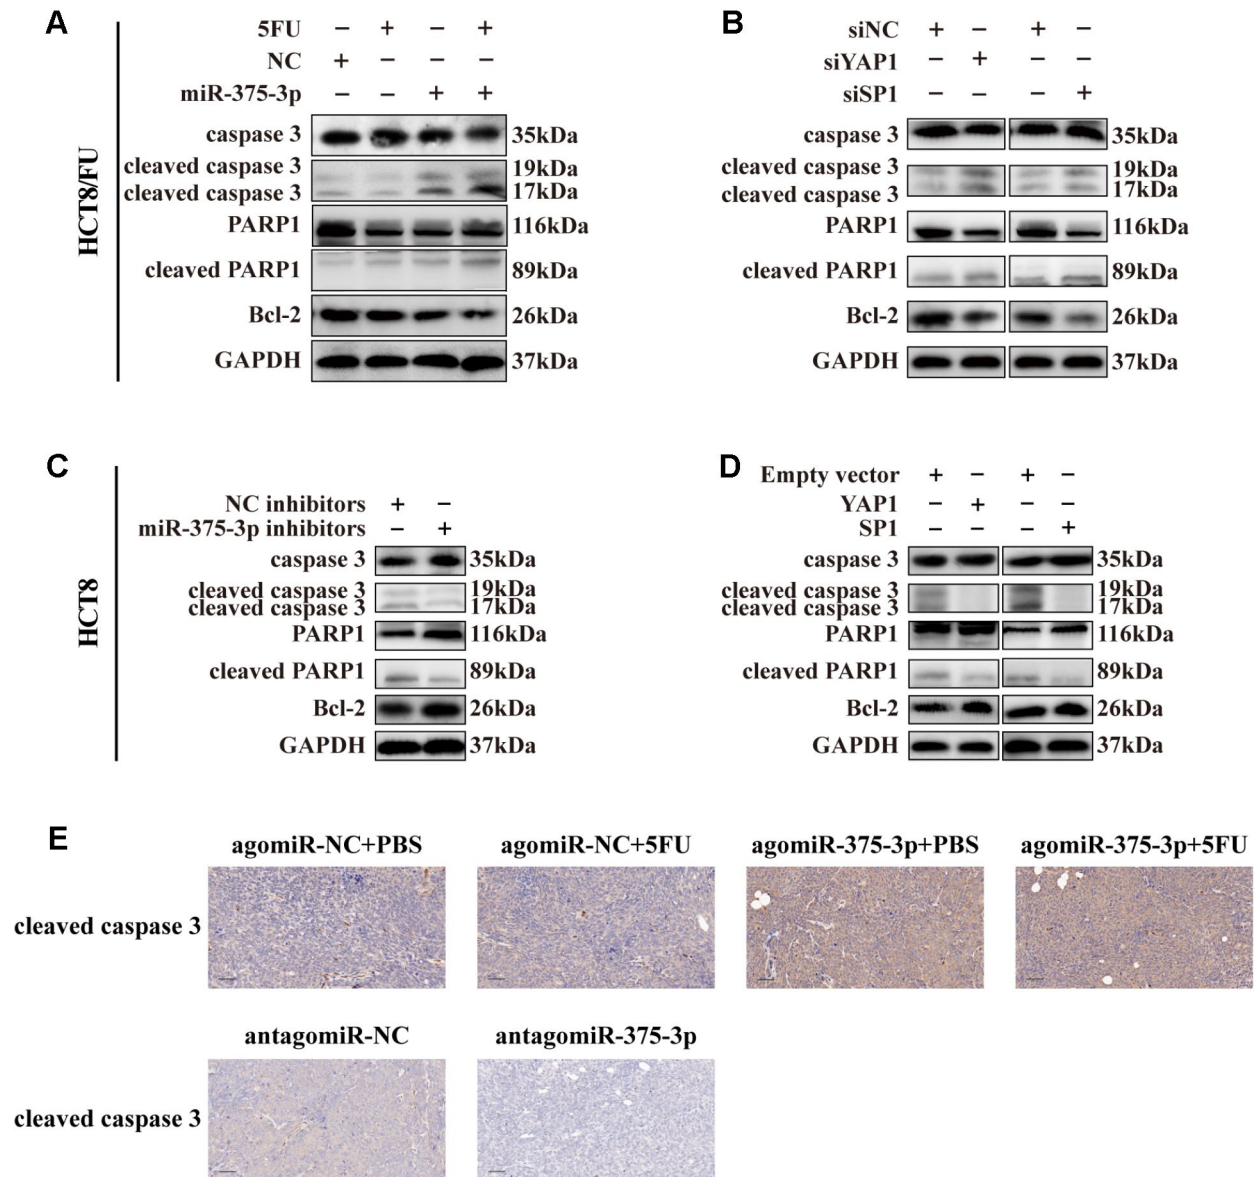 A
5FU − + − +
NC + − − −
miR-375-3p − − + +
HCT8/FU
caspase 3 35kDa
cleaved caspase 3 19kDa
cleaved caspase 3 17kDa
PARP1 116kDa
cleaved PARP1 89kDa
Bcl-2 26kDa
GAPDH 37kDa
B
siNC + − + −
siYAP1 − + − −
siSP1 − − − +
caspase 3 35kDa
cleaved caspase 3 19kDa
cleaved caspase 3 17kDa
PARP1 116kDa
cleaved PARP1 89kDa
Bcl-2 26kDa
GAPDH 37kDa
C
NC inhibitors + −
miR-375-3p inhibitors − +
HCT8
caspase 3 35kDa
cleaved caspase 3 19kDa
cleaved caspase 3 17kDa
PARP1 116kDa
cleaved PARP1 89kDa
Bcl-2 26kDa
GAPDH 37kDa
D
Empty vector + − + −
YAP1 − + − −
SP1 − − − +
caspase 3 35kDa
cleaved caspase 3 19kDa
cleaved caspase 3 17kDa
PARP1 116kDa
cleaved PARP1 89kDa
Bcl-2 26kDa
GAPDH 37kDa
E
agomiR-NC+PBS agomiR-NC+5FU agomiR-375-3p+PBS agomiR-375-3p+5FU
cleaved caspase 3
antagomiR-NC antagomiR-375-3p
cleaved caspase 3